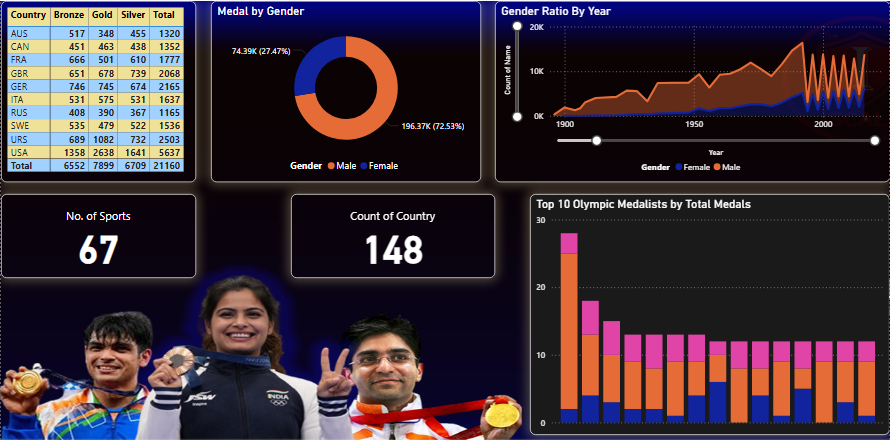 Country Bronze Gold Silver Total
AUS 517 348 455 1320
CAN 451 463 438 1352
FRA 666 501 610 1777
GBR 651 678 739 2068
GER 746 745 674 2165
ITA 531 575 531 1637
RUS 408 390 367 1165
SWE 535 479 522 1536
URS 689 1082 732 2503
USA 1358 2638 1641 5637
Total 6552 7899 6709 21160
Medal by Gender
74.39K (27.47%)
196.37K (72.53%)
Gender Male Female
Gender Ratio By Year
20K
10K
0K
Count of Name
1900 1950 2000
Year
Gender Female Male
No. of Sports
67
Count of Country
148
Top 10 Olympic Medalists by Total Medals
30
20
10
0
JSW
INDIA